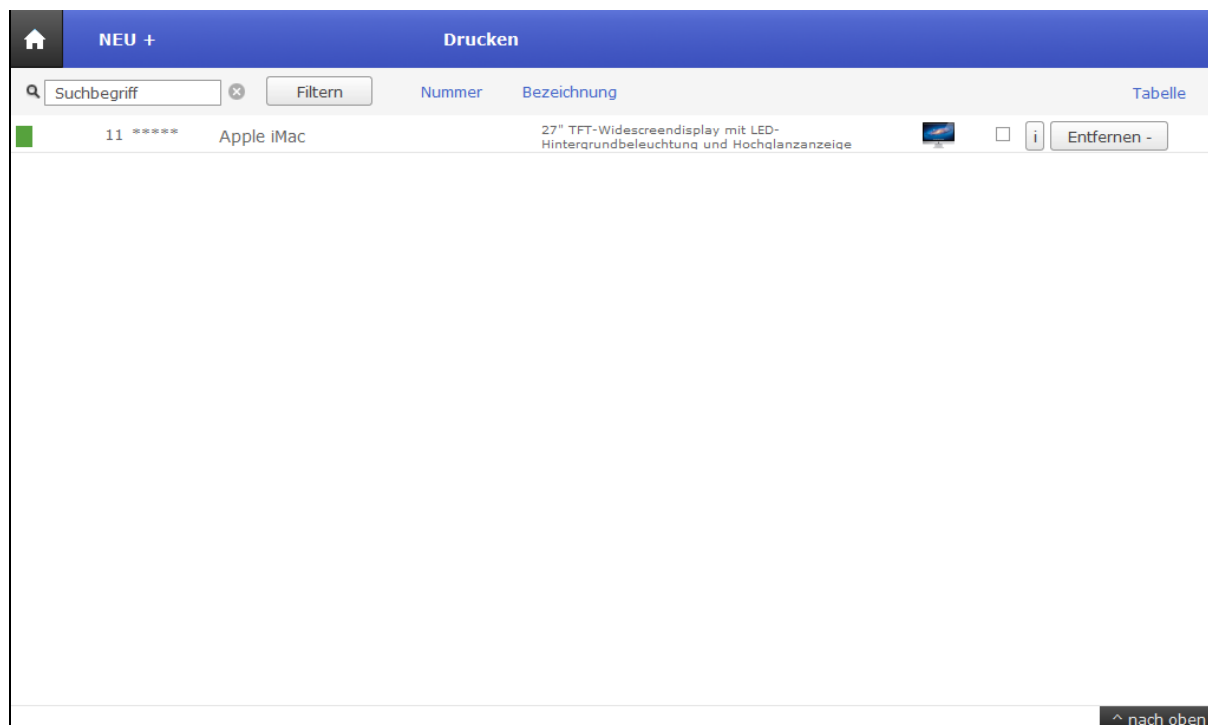 NEU + Drucken
Suchbegriff Filtern Nummer Bezeichnung Tabelle
11 ***** Apple iMac 27" TFT-Widescreendisplay mit LED- i Entfernen -
Hintergrundbeleuchtung und Hochglanzanzeige
^ nach oben